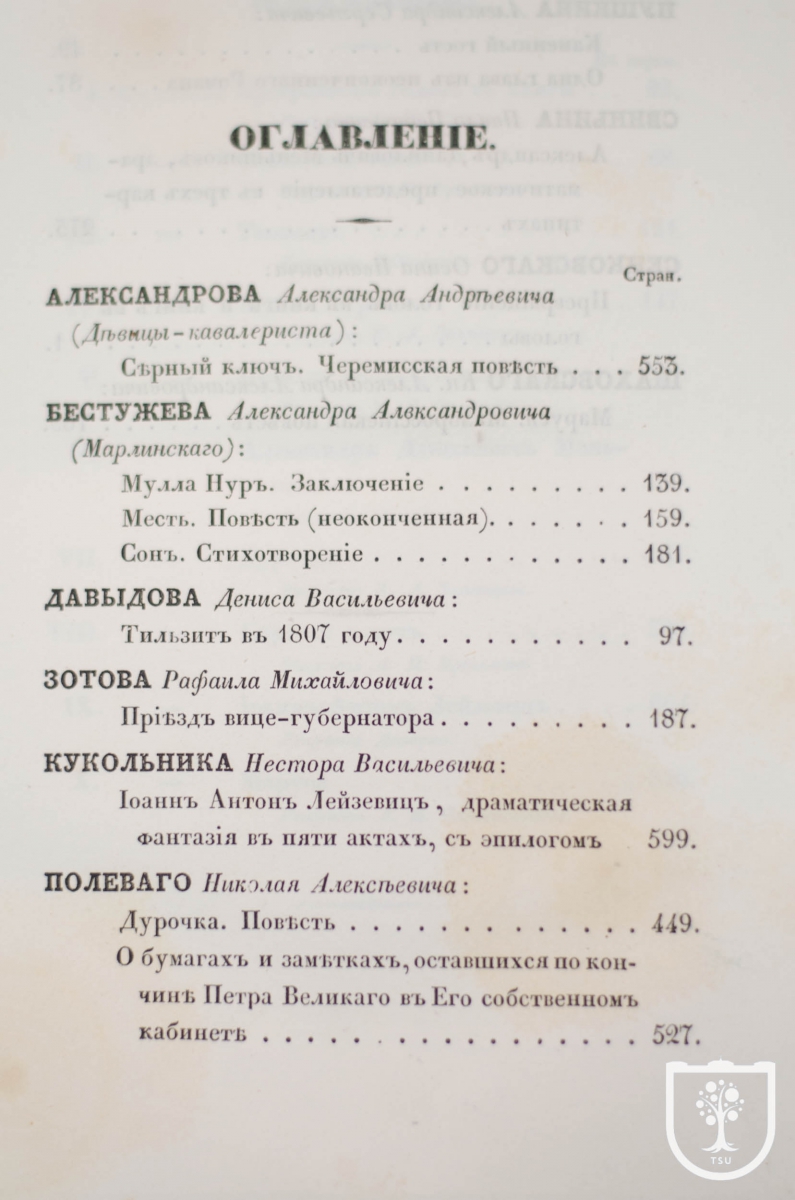 ОГЛАВЛЕНІЕ.
Стран.
АЛЕКСАНДРОВА Александра Андрѣевича
(Дѣвицы-кавалериста):
Сѣрный ключъ. Черемисская повѣсть . . . 553.
БЕСТУЖЕВА Александра Александровича
(Марлинскаго):
Мулла Нуръ. Заключеніе . . . . . . . . . 139.
Месть. Повѣсть (неоконченная). . . . . . . 159.
Сонъ. Стихотвореніе . . . . . . . . . . . . 181.
ДАВЫДОВА Дениса Васильевича:
Тильзитъ въ 1807 году. . . . . . . . . . . 97.
ЗОТОВА Рафаила Михайловича:
Пріѣздъ вице-губернатора . . . . . . . . . 187.
КУКОЛЬНИКА Нестора Васильевича:
Іоаннъ Антонъ Лейзевицъ, драматическая
фантазія въ пяти актахъ, съ эпилогомъ 599.
ПОЛЕВАГО Николая Алексѣевича:
Дурочка. Повѣсть . . . . . . . . . . . . . 449.
О бумагахъ и замѣткахъ, оставшихся по кон-
чинѣ Петра Великаго въ Его собственномъ
кабинетѣ . . . . . . . . . . . . . . . . . 527.
TSU